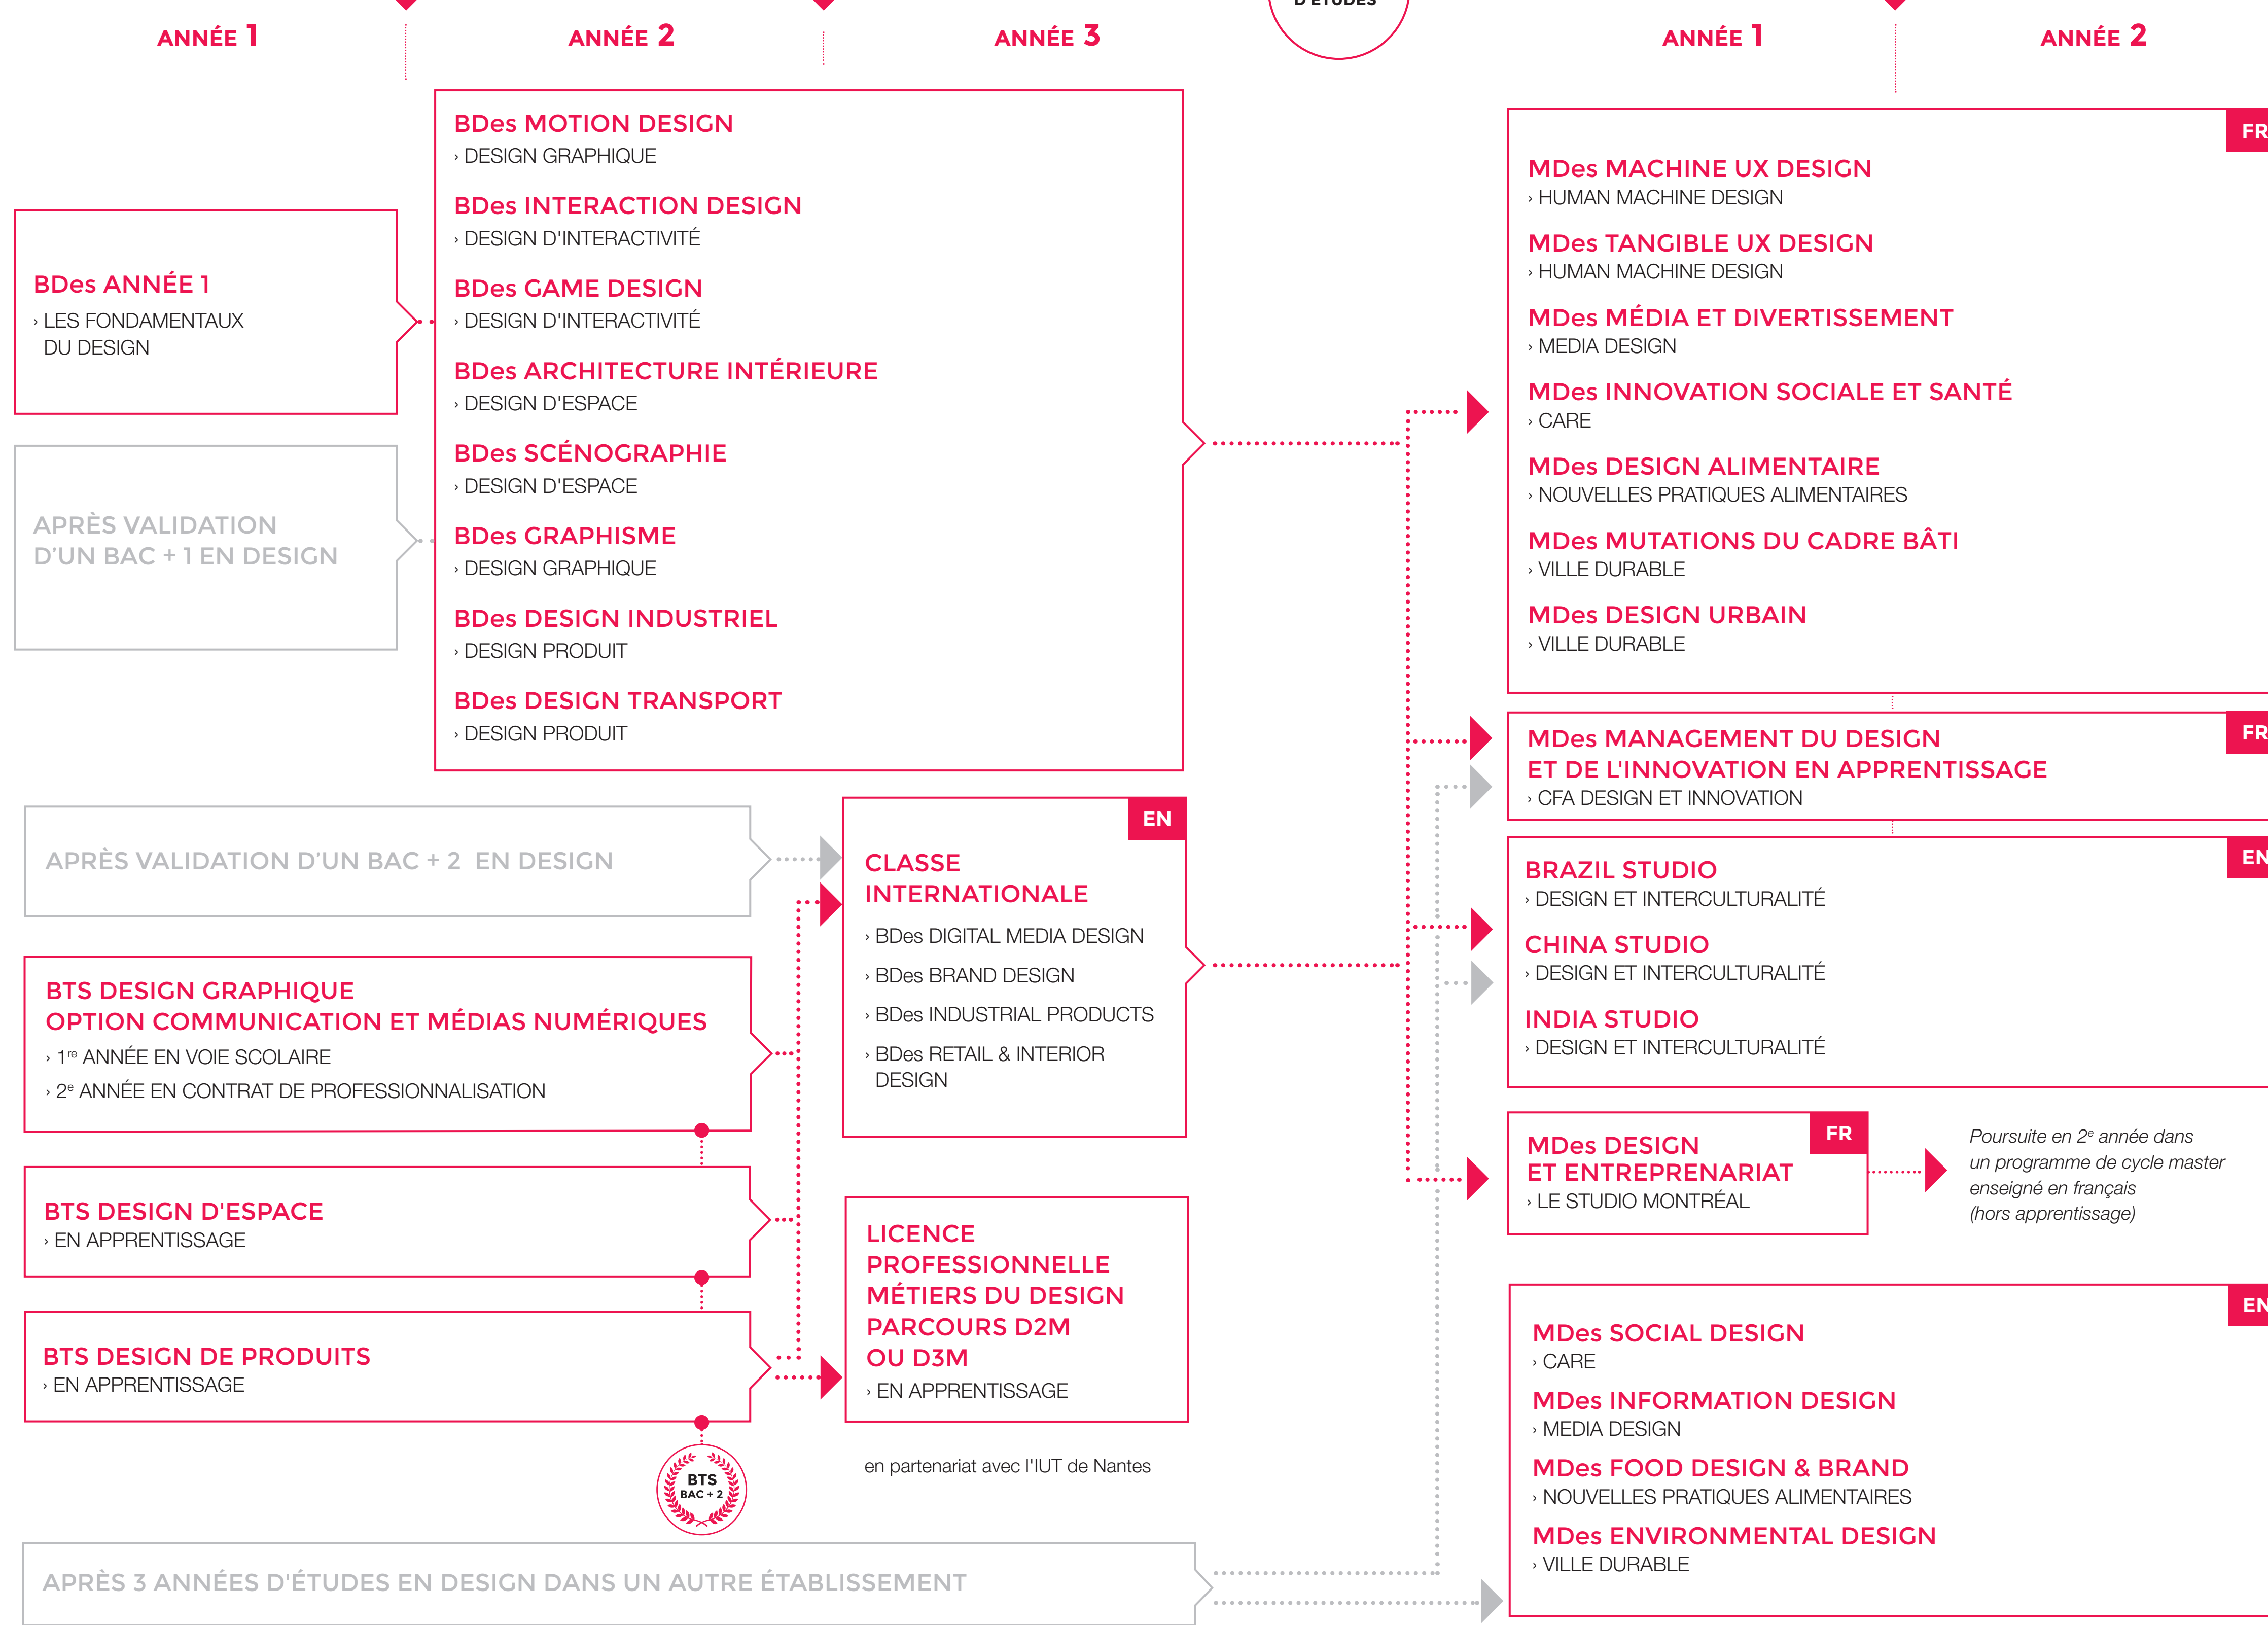 D'ÉTUDES
ANNÉE 1
ANNÉE 2
ANNÉE 3
ANNÉE 1
ANNÉE 2
BDes ANNÉE 1
› LES FONDAMENTAUX
DU DESIGN
APRÈS VALIDATION
D'UN BAC + 1 EN DESIGN
BDes MOTION DESIGN
› DESIGN GRAPHIQUE
BDes INTERACTION DESIGN
› DESIGN D'INTERACTIVITÉ
BDes GAME DESIGN
› DESIGN D'INTERACTIVITÉ
BDes ARCHITECTURE INTÉRIEURE
› DESIGN D'ESPACE
BDes SCÉNOGRAPHIE
› DESIGN D'ESPACE
BDes GRAPHISME
› DESIGN GRAPHIQUE
BDes DESIGN INDUSTRIEL
› DESIGN PRODUIT
BDes DESIGN TRANSPORT
› DESIGN PRODUIT
APRÈS VALIDATION D'UN BAC + 2 EN DESIGN
BTS DESIGN GRAPHIQUE
OPTION COMMUNICATION ET MÉDIAS NUMÉRIQUES
› 1re ANNÉE EN VOIE SCOLAIRE
› 2e ANNÉE EN CONTRAT DE PROFESSIONNALISATION
BTS DESIGN D'ESPACE
› EN APPRENTISSAGE
BTS DESIGN DE PRODUITS
› EN APPRENTISSAGE
BTS
BAC + 2
EN
CLASSE
INTERNATIONALE
› BDes DIGITAL MEDIA DESIGN
› BDes BRAND DESIGN
› BDes INDUSTRIAL PRODUCTS
› BDes RETAIL & INTERIOR
DESIGN
LICENCE
PROFESSIONNELLE
MÉTIERS DU DESIGN
PARCOURS D2M
OU D3M
› EN APPRENTISSAGE
en partenariat avec l'IUT de Nantes
APRÈS 3 ANNÉES D'ÉTUDES EN DESIGN DANS UN AUTRE ÉTABLISSEMENT
FR
MDes MACHINE UX DESIGN
› HUMAN MACHINE DESIGN
MDes TANGIBLE UX DESIGN
› HUMAN MACHINE DESIGN
MDes MÉDIA ET DIVERTISSEMENT
› MEDIA DESIGN
MDes INNOVATION SOCIALE ET SANTÉ
› CARE
MDes DESIGN ALIMENTAIRE
› NOUVELLES PRATIQUES ALIMENTAIRES
MDes MUTATIONS DU CADRE BÂTI
› VILLE DURABLE
MDes DESIGN URBAIN
› VILLE DURABLE
FR
MDes MANAGEMENT DU DESIGN
ET DE L'INNOVATION EN APPRENTISSAGE
› CFA DESIGN ET INNOVATION
EN
BRAZIL STUDIO
› DESIGN ET INTERCULTURALITÉ
CHINA STUDIO
› DESIGN ET INTERCULTURALITÉ
INDIA STUDIO
› DESIGN ET INTERCULTURALITÉ
FR
MDes DESIGN
ET ENTREPRENARIAT
› LE STUDIO MONTRÉAL
Poursuite en 2e année dans
un programme de cycle master
enseigné en français
(hors apprentissage)
EN
MDes SOCIAL DESIGN
› CARE
MDes INFORMATION DESIGN
› MEDIA DESIGN
MDes FOOD DESIGN & BRAND
› NOUVELLES PRATIQUES ALIMENTAIRES
MDes ENVIRONMENTAL DESIGN
› VILLE DURABLE